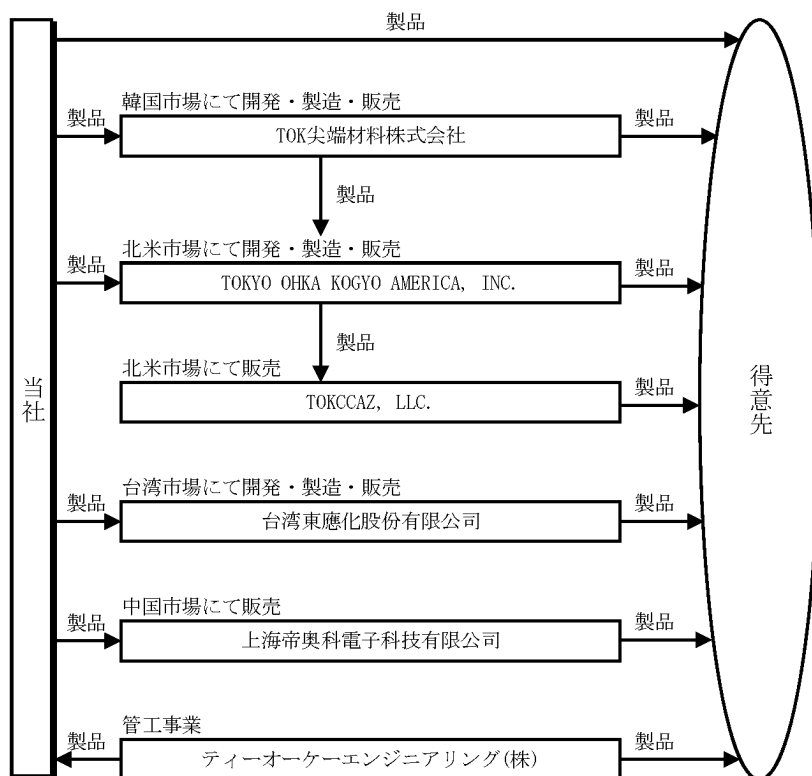 製品
韓国市場にて開発・製造・販売
製品
TOK尖端材料株式会社
製品
製品
北米市場にて開発・製造・販売
製品
TOKYO OHKA KOGYO AMERICA, INC.
製品
製品
北米市場にて販売
TOKCCAZ, LLC.
製品
当社
得意先
台湾市場にて開発・製造・販売
製品
台湾東應化股份有限公司
製品
中国市場にて販売
製品
上海帝奥科電子科技有限公司
製品
管工事業
製品
ティーオーケーエンジニアリング(株)
製品